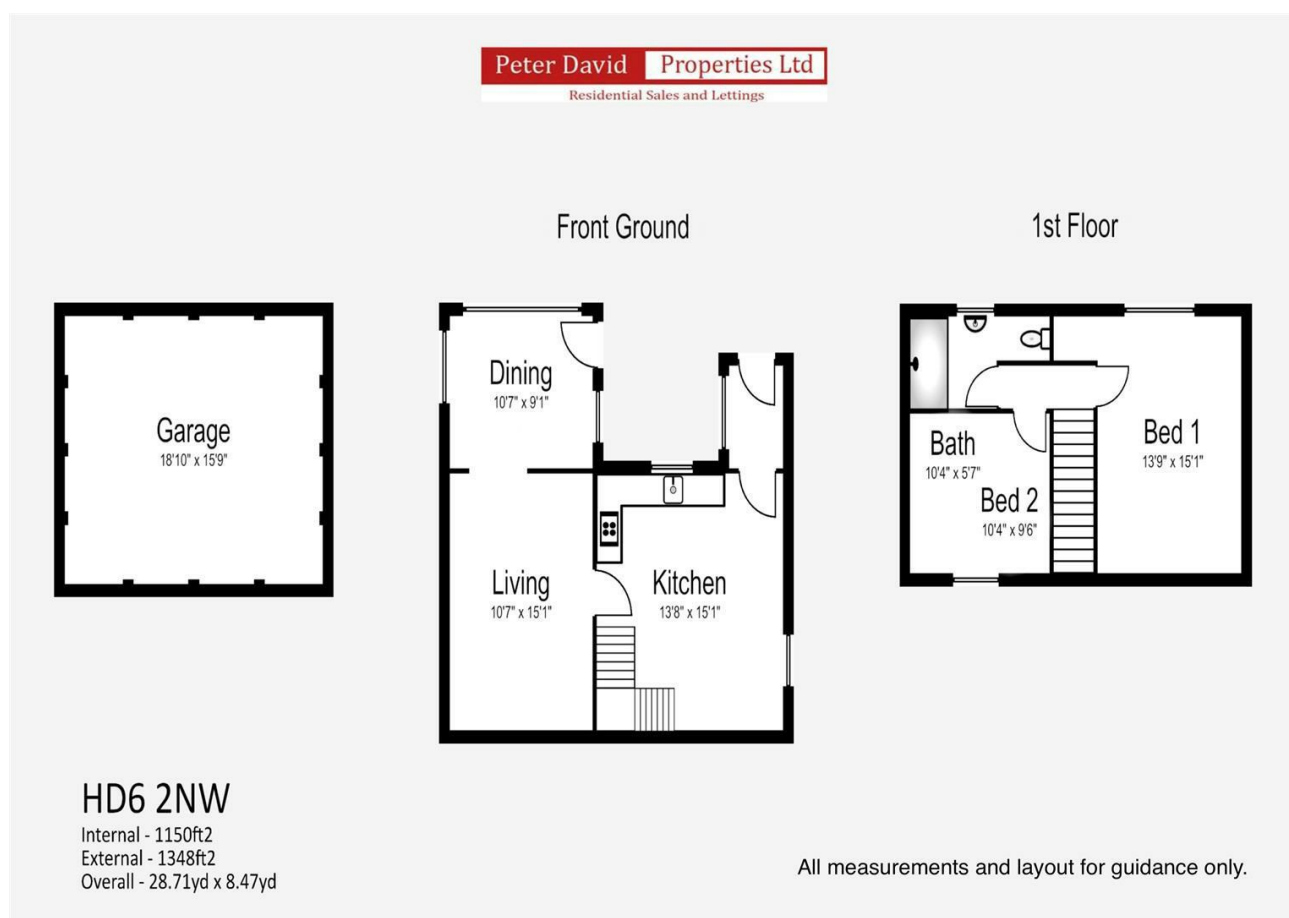 Peter David Properties Ltd
Residential Sales and Lettings
Front Ground
1st Floor
Garage
18'10" x 15'9"
Dining
10'7" x 9'1"
Living
10'7" x 15'1"
Kitchen
13'8" x 15'1"
Bath
10'4" x 5'7"
Bed 2
10'4" x 9'6"
Bed 1
13'9" x 15'1"
HD6 2NW
Internal - 1150ft2
External - 1348ft2
Overall - 28.71yd x 8.47yd
All measurements and layout for guidance only.